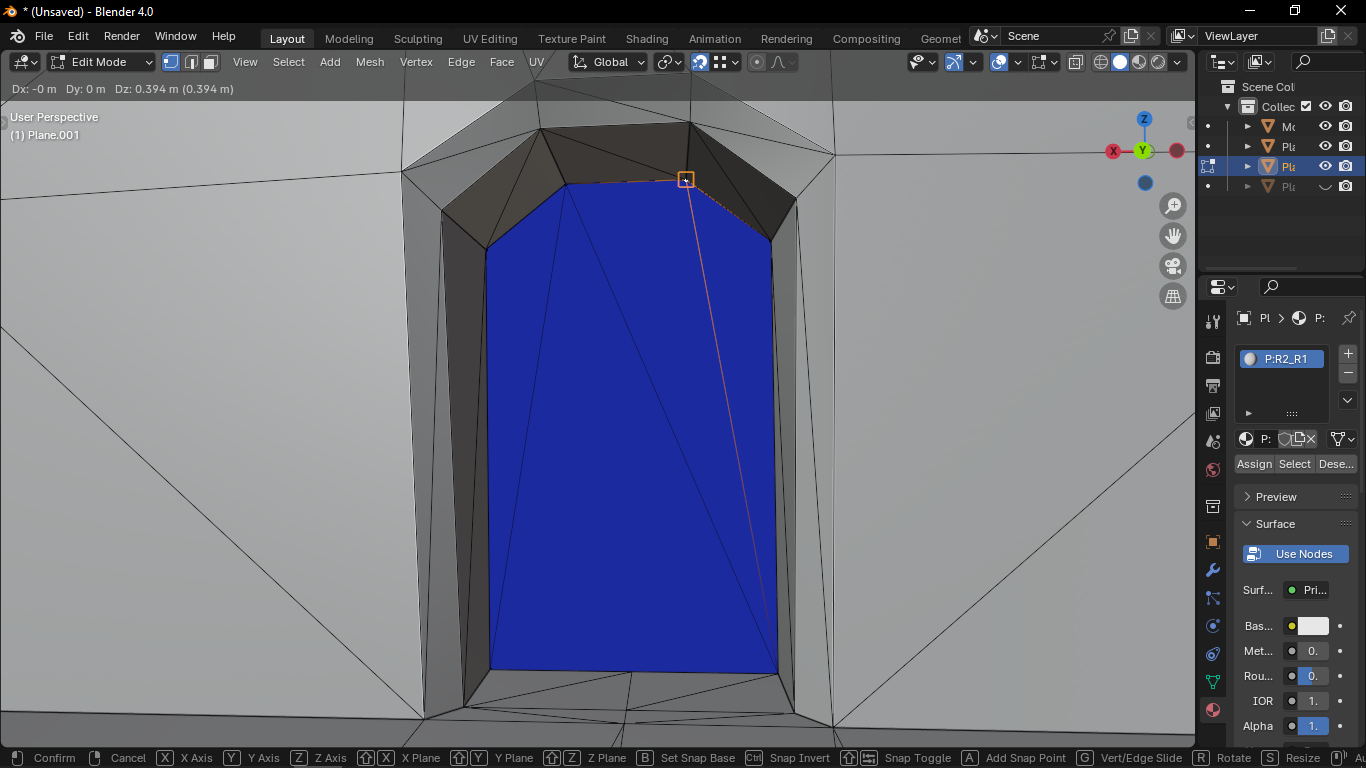 * (Unsaved) - Blender 4.0
File Edit Render Window Help Layout Modeling Sculpting UV Editing Texture Paint Shading Animation Rendering Compositing Geomet Scene ViewLayer
Edit Mode View Select Add Mesh Vertex Edge Face UV Global
Dx: -0 m Dy: 0 m Dz: 0.394 m (0.394 m)
User Perspective
(1) Plane.001
Z
X Y
Scene Coll
Collec
Mc
Pla
Pla
Pla
Pl P:
P:R2_R1
P:
Assign Select Dese...
Preview
Surface
Use Nodes
Surf... Pri...
Bas...
Met... 0.
Rou... 0.
IOR 1.
Alpha 1.
Confirm Cancel X X Axis Y Y Axis Z Z Axis X X Plane Y Y Plane Z Z Plane B Set Snap Base Ctrl Snap Invert Snap Toggle A Add Snap Point G Vert/Edge Slide R Rotate S Resize